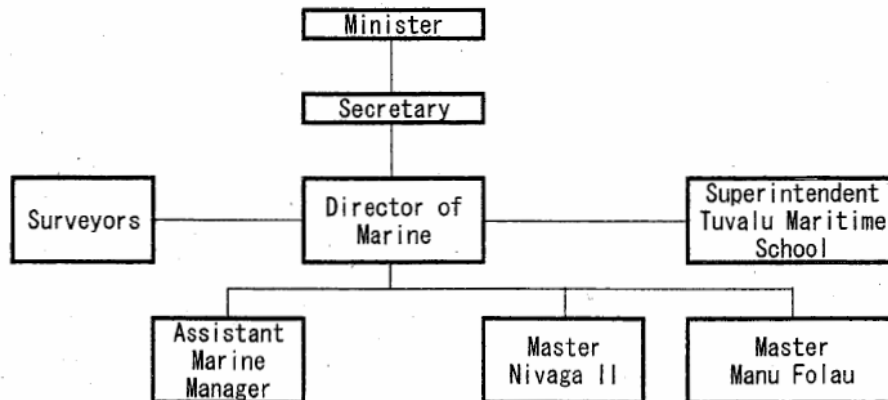 Minister
Secretary
Surveyors
Director of
Marine
Superintendent
Tuvalu Maritime
School
Assistant
Marine
Manager
Master
Nivaga II
Master
Manu Folau